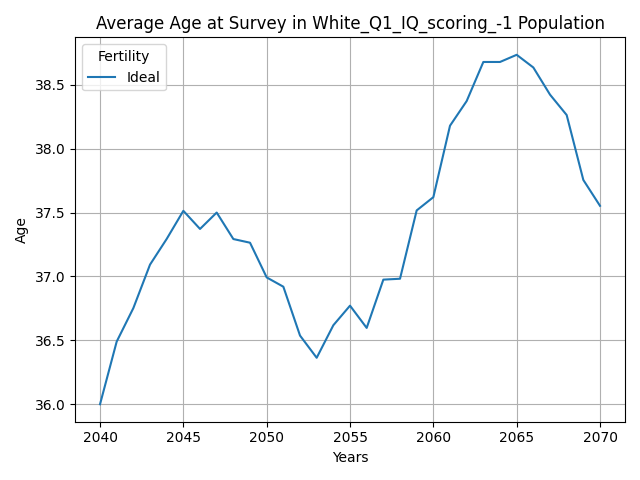 Average Age at Survey in White_Q1_IQ_scoring_-1 Population
Fertility
Ideal
Age
38.5
38.0
37.5
37.0
36.5
36.0
2040 2045 2050 2055 2060 2065 2070
Years